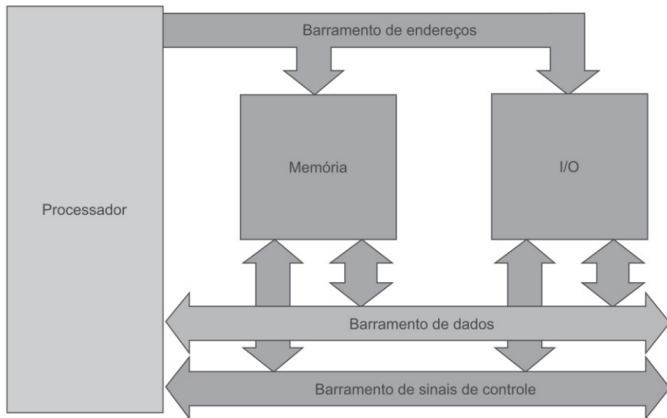 Barramento de endereços
Memória
I/O
Processador
Barramento de dados
Barramento de sinais de controle